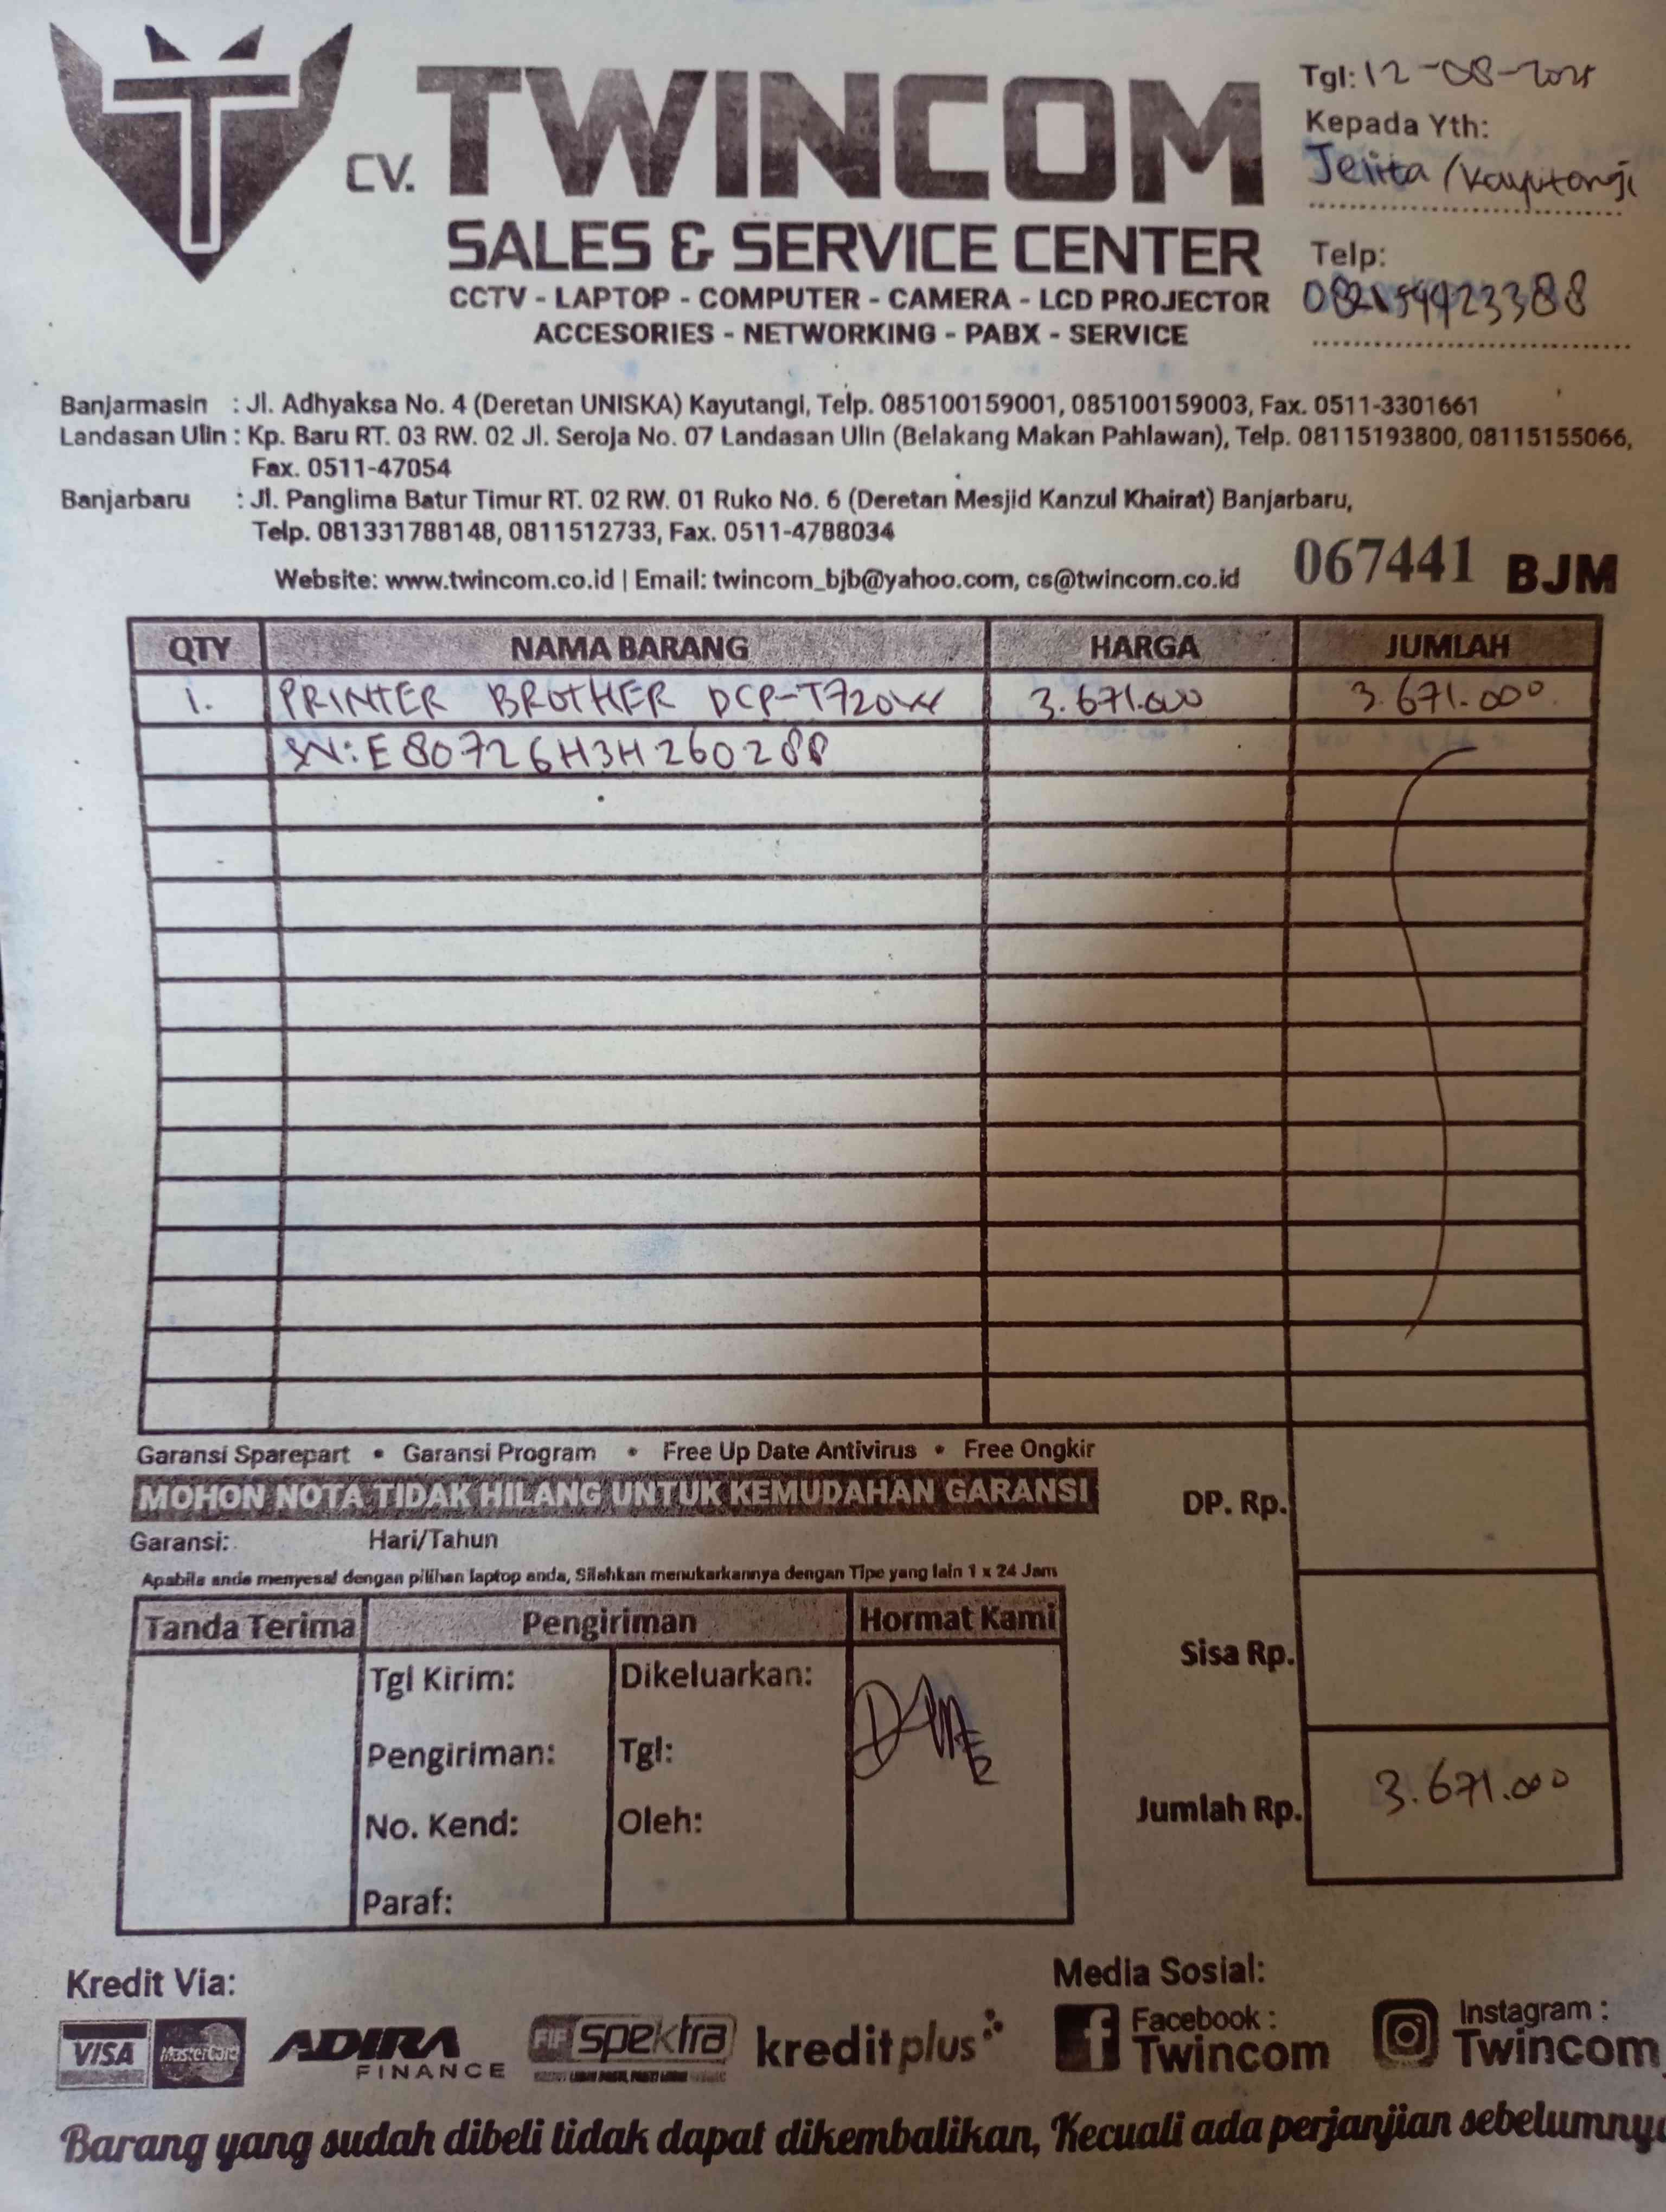 Tgl: 12-08-2025
Kepada Yth:
Jelita / Kayutangi
CV. TWINCOM
SALES & SERVICE CENTER
CCTV - LAPTOP - COMPUTER - CAMERA - LCD PROJECTOR
ACCESORIES - NETWORKING - PABX - SERVICE
Telp:
Banjarmasin : Jl. Adhyaksa No. 4 (Deretan UNISKA) Kayutangi, Telp. 085100159001, 085100159003, Fax. 0511-3301661
Landasan Ulin : Kp. Baru RT. 03 RW. 02 Jl. Seroja No. 07 Landasan Ulin (Belakang Makan Pahlawan), Telp. 08115193800, 08115155066,
Fax. 0511-47054
Banjarbaru : Jl. Panglima Batur Timur RT. 02 RW. 01 Ruko No. 6 (Deretan Mesjid Kanzul Khairat) Banjarbaru,
Telp. 081331788148, 0811512733, Fax. 0511-4788034
Website: www.twincom.co.id | Email: twincom_bjb@yahoo.com, cs@twincom.co.id
067441 BJM
QTY NAMA BARANG HARGA JUMLAH
1. PRINTER BROTHER DCP-T720DW 3.671.000 3.671.000
SN: E80726H3H260288
Garansi Sparepart • Garansi Program • Free Up Date Antivirus • Free Ongkir
MOHON NOTA TIDAK HILANG UNTUK KEMUDAHAN GARANSI
DP. Rp.
Garansi: Hari/Tahun
Apabila anda menyesal dengan pilihan laptop anda, Silahkan menukarkannya dengan Tipe yang lain 1 x 24 Jam
Tanda Terima Pengiriman Hormat Kami
Sisa Rp.
Tgl Kirim: Dikeluarkan:
Pengiriman: Tgl:
Jumlah Rp. 3.671.000
No. Kend: Oleh:
Paraf:
Kredit Via:
Media Sosial:
VISA MasterCard ADIRA FINANCE FIF spektra kreditplus
Facebook : Twincom
Instagram : Twincom
Barang yang sudah dibeli tidak dapat dikembalikan, Kecuali ada perjanjian sebelumnya